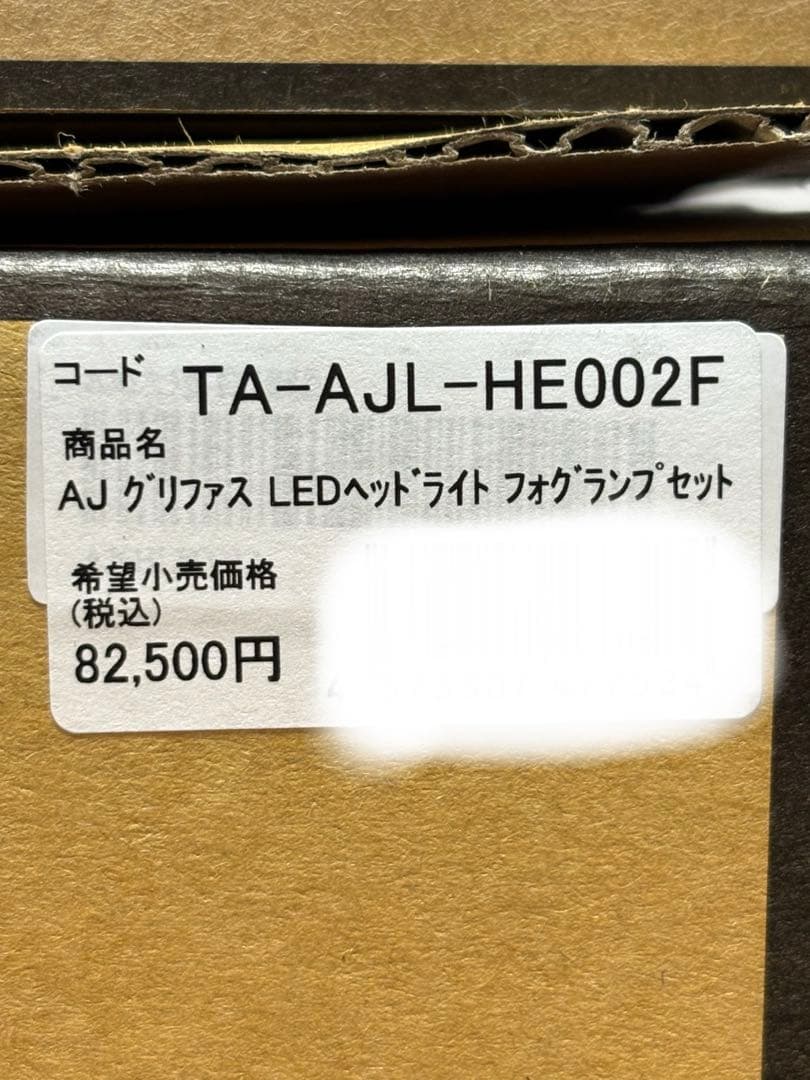 コード TA-AJL-HE002F
商品名
AJ グリファス LEDヘッドライト フォグランプセット
希望小売価格
(税込)
82,500円